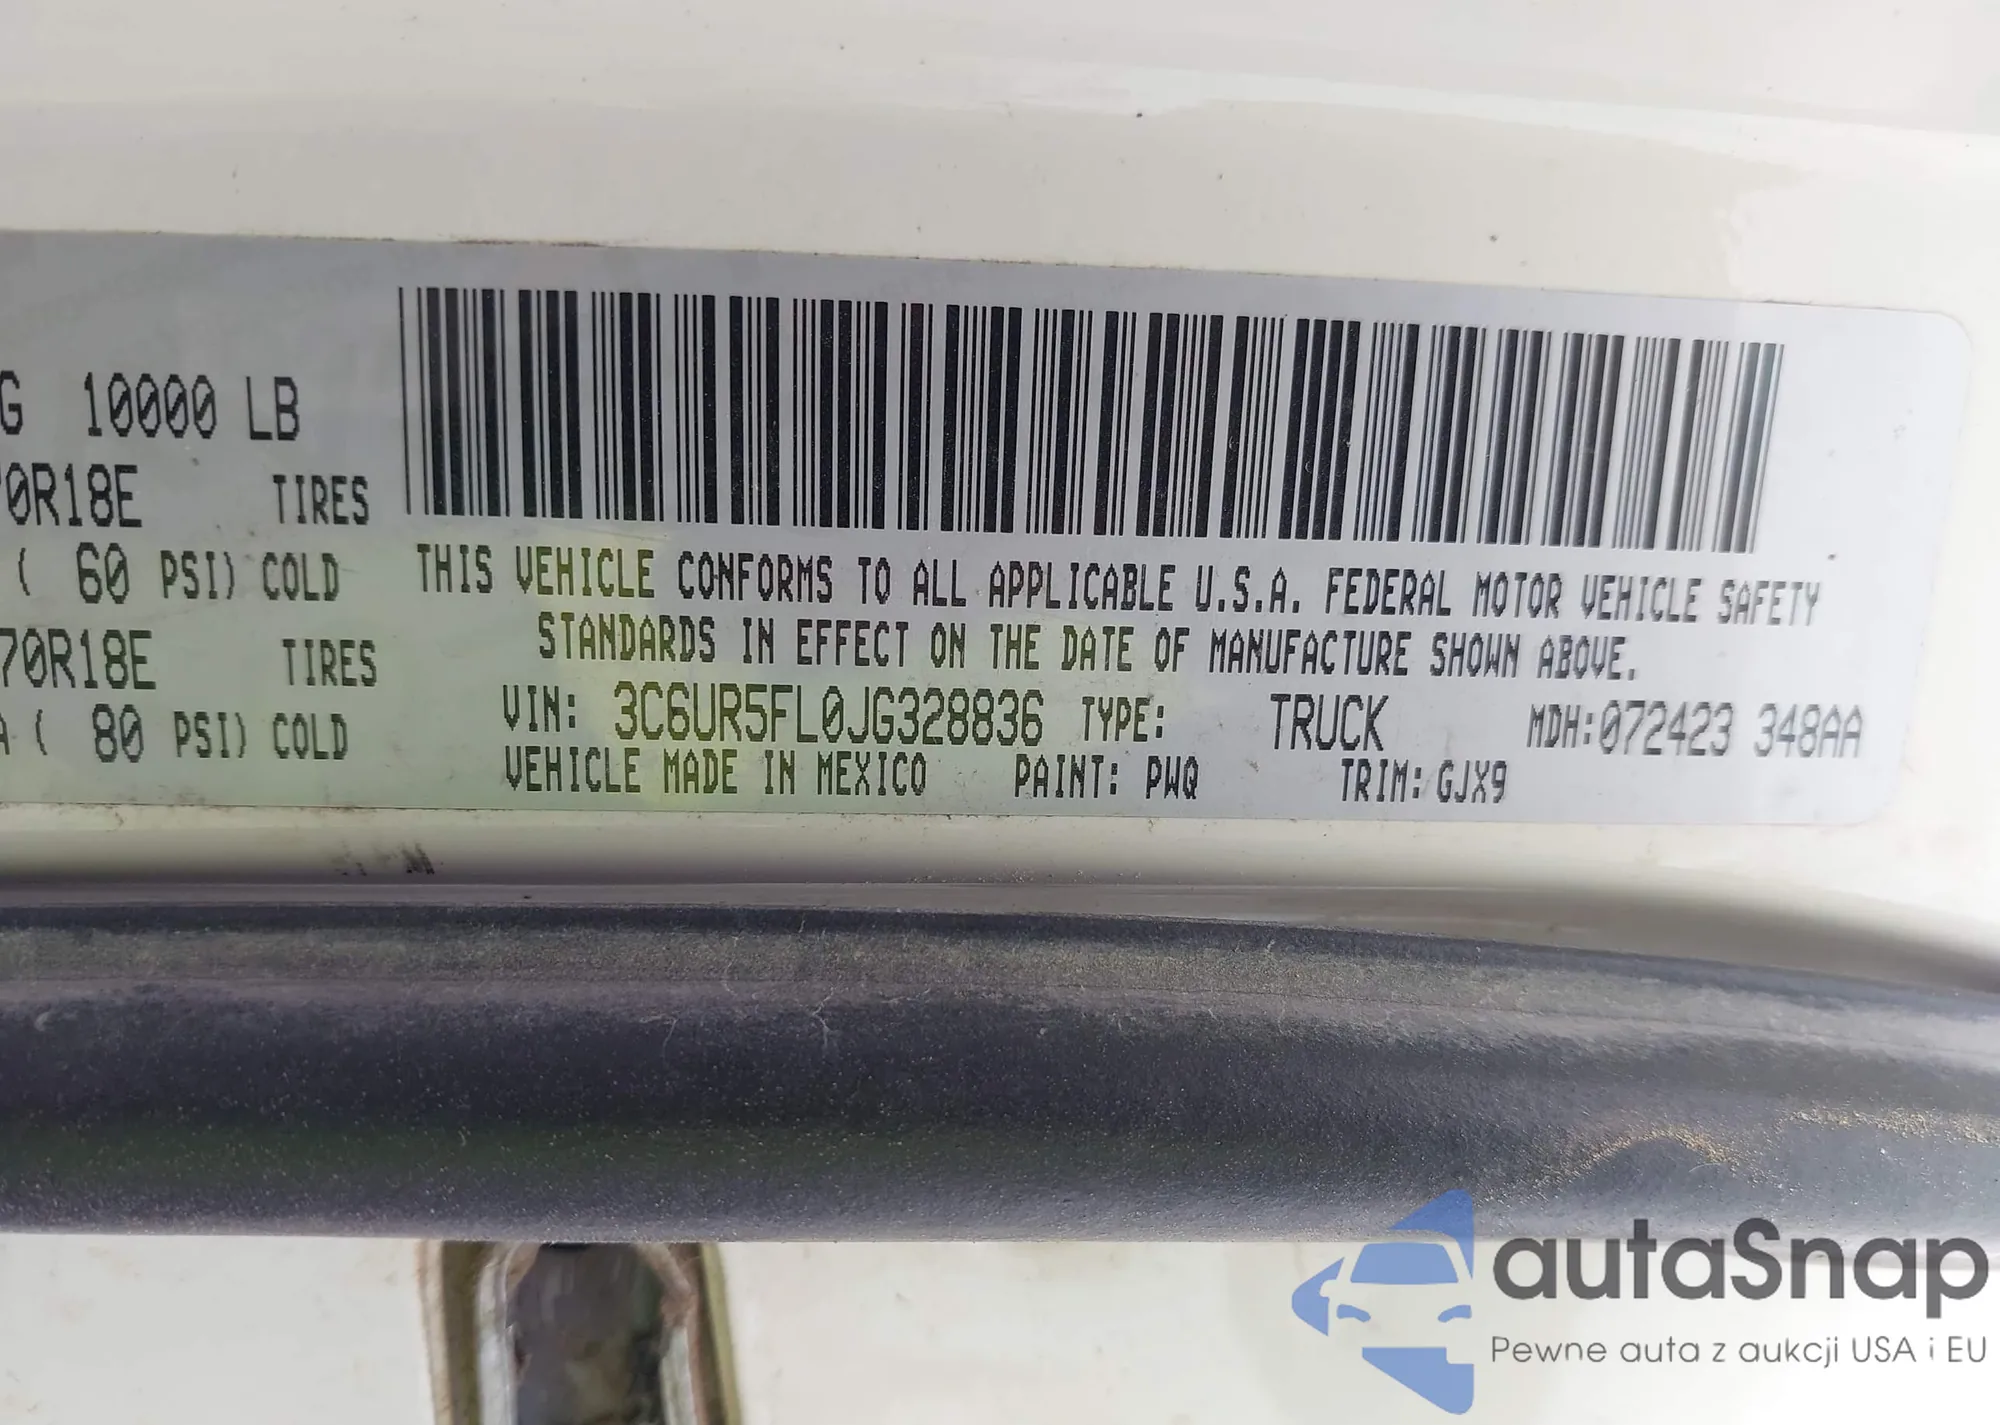 G 10000 LB
70R18E TIRES
( 60 PSI) COLD
70R18E TIRES
A ( 80 PSI) COLD
THIS VEHICLE CONFORMS TO ALL APPLICABLE U.S.A. FEDERAL MOTOR VEHICLE SAFETY
STANDARDS IN EFFECT ON THE DATE OF MANUFACTURE SHOWN ABOVE.
VIN: 3C6UR5FL0JG328836 TYPE: TRUCK MDH:072423 348AA
VEHICLE MADE IN MEXICO PAINT: PWQ TRIM: GJX9
autaSnap
Pewne auta z aukcji USA i EU